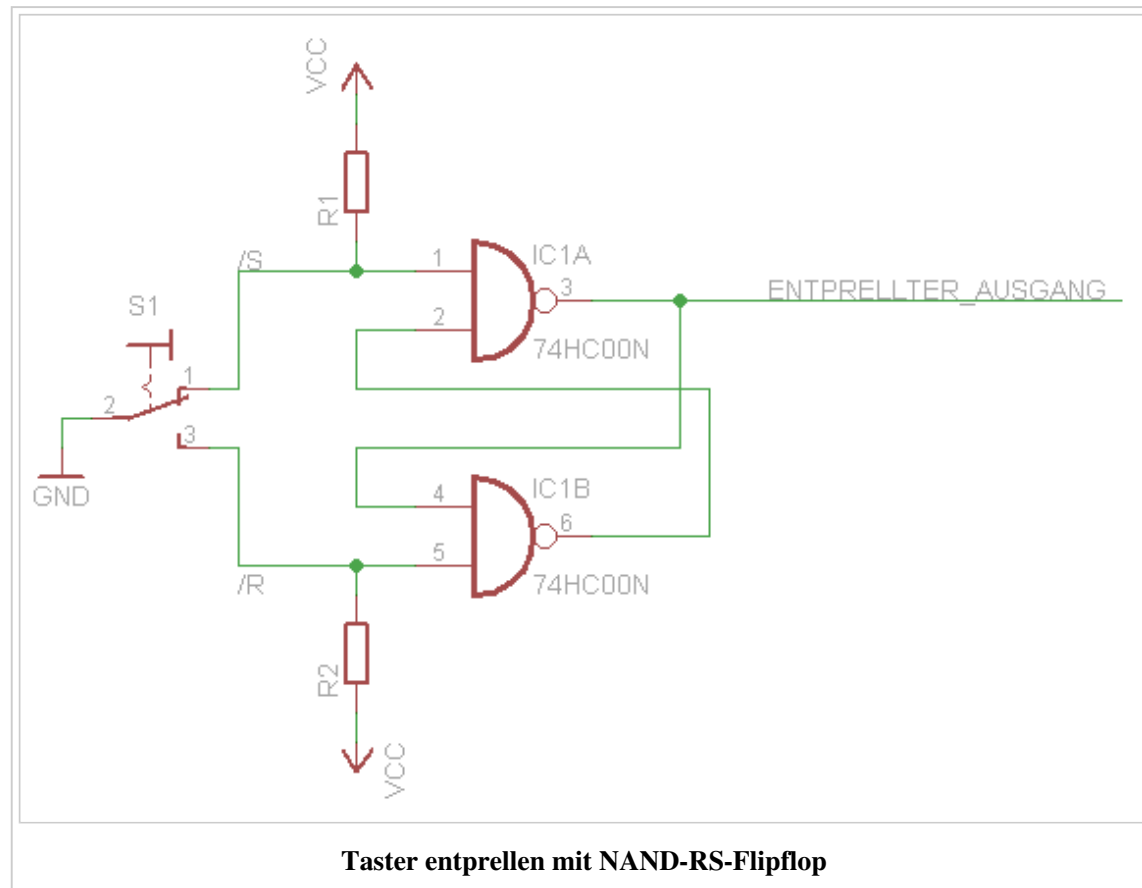 VCC
R1
/S
1
IC1A
3
ENTPRELLTER_AUSGANG
2
74HC00N
S1
1
2
3
GND
4
IC1B
6
5
/R
74HC00N
R2
VCC
Taster entprellen mit NAND-RS-Flipflop